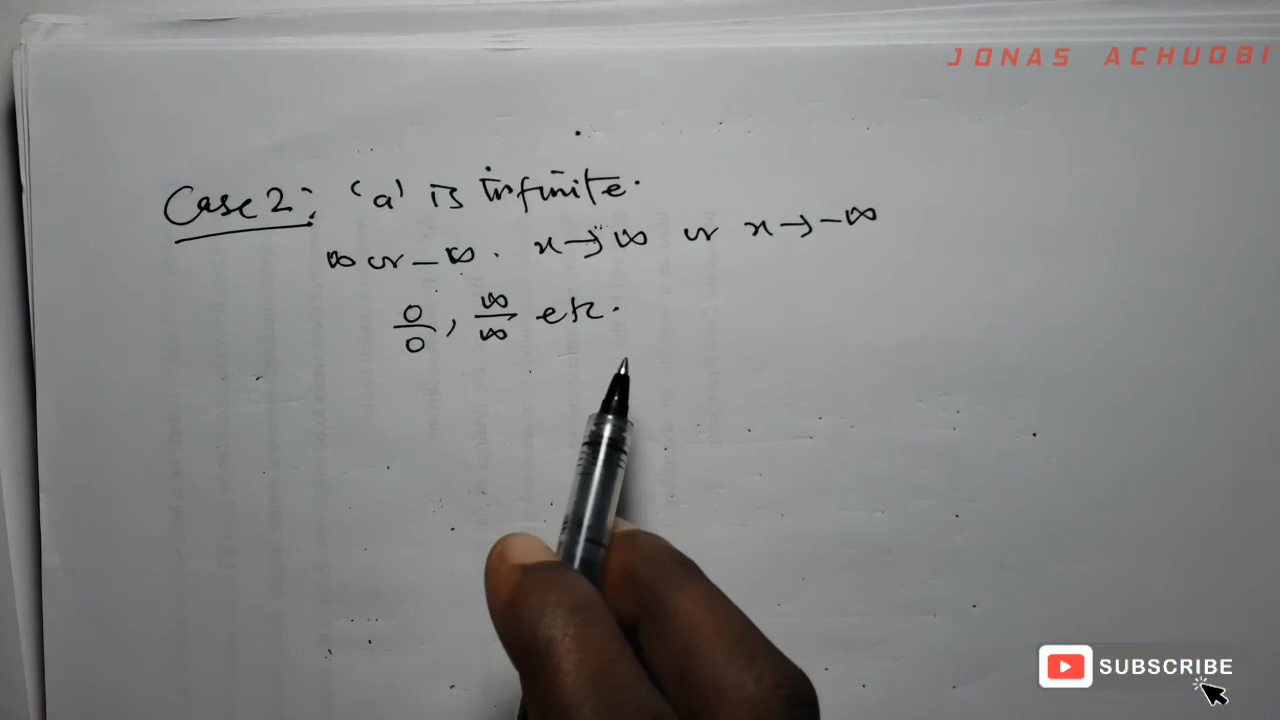 JONAS ACHUOBI
Case 2: 'a' is infinite.
∞ or -∞. x→∞ or x→-∞
0/0, ∞/∞ etc.
SUBSCRIBE